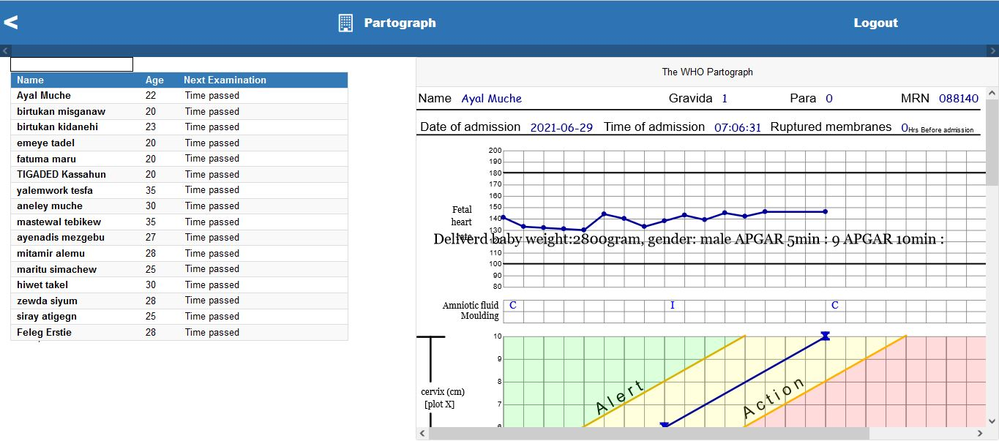 <
Partograph
Logout
Name Age Next Examination
Ayal Muche 22 Time passed
birtukan misganaw 20 Time passed
birtukan kidanehi 23 Time passed
emeye tadel 20 Time passed
fatuma maru 20 Time passed
TIGADED Kassahun 20 Time passed
yalemwork tesfa 35 Time passed
aneley muche 30 Time passed
mastewal tebikew 35 Time passed
ayenadis mezgebu 27 Time passed
mitamir alemu 28 Time passed
maritu simachew 25 Time passed
hiwet takel 30 Time passed
zewda siyum 28 Time passed
siray atigegn 25 Time passed
Feleg Erstie 28 Time passed
The WHO Partograph
Name Ayal Muche Gravida 1 Para 0 MRN 088140
Date of admission 2021-06-29 Time of admission 07:06:31 Ruptured membranes 0Hrs Before admission
200
190
180
170
160
150
Fetal
heart
rate
140
130
120
Deliverd baby weight:2800gram, gender: male APGAR 5min : 9 APGAR 10min :
110
100
90
80
Amniotic fluid
Moulding
C I C
10
9
8
7
6
cervix (cm)
[plot X]
Alert
Action